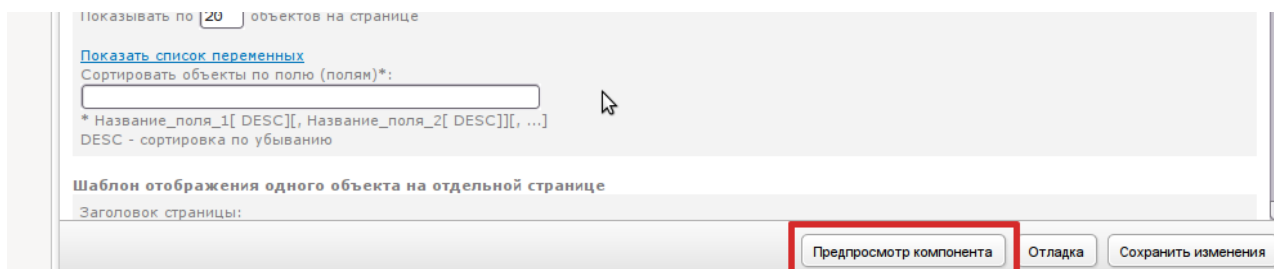 Показывать по 20 объектов на странице
Показать список переменных
Сортировать объекты по полю (полям)*:
* Название_поля_1[ DESC][, Название_поля_2[ DESC]][, ...]
DESC - сортировка по убыванию
Шаблон отображения одного объекта на отдельной странице
Заголовок страницы:
Предпросмотр компонента Отладка Сохранить изменения